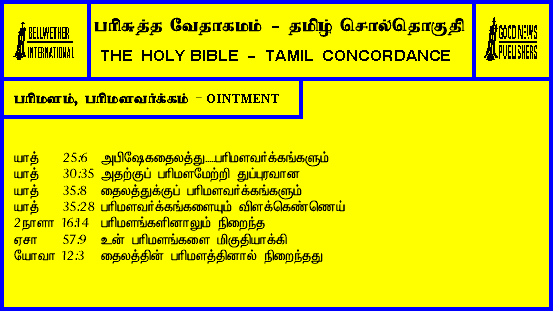 BELLWETHER
INTERNATIONAL
பரிசுத்த வேதாகமம் - தமிழ் சொல்தொகுதி
THE HOLY BIBLE - TAMIL CONCORDANCE
GOOD NEWS
PUBLISHERS
பரிமளம், பரிமளவர்க்கம் - OINTMENT
யாத் 25:6 அபிஷேகதைலத்து....பரிமளவர்க்கங்களும்
யாத் 30:35 அதற்குப் பரிமளமேற்றி துப்புரவான
யாத் 35:8 தைலத்துக்குப் பரிமளவர்க்கங்களும்
யாத் 35:28 பரிமளவர்க்கங்களையும் விளக்கெண்ணெய்
2நாளா 16:14 பரிமளங்களினாலும் நிறைந்த
ஏசா 57:9 உன் பரிமளங்களை மிகுதியாக்கி
யோவா 12:3 தைலத்தின் பரிமளத்தினால் நிறைந்தது